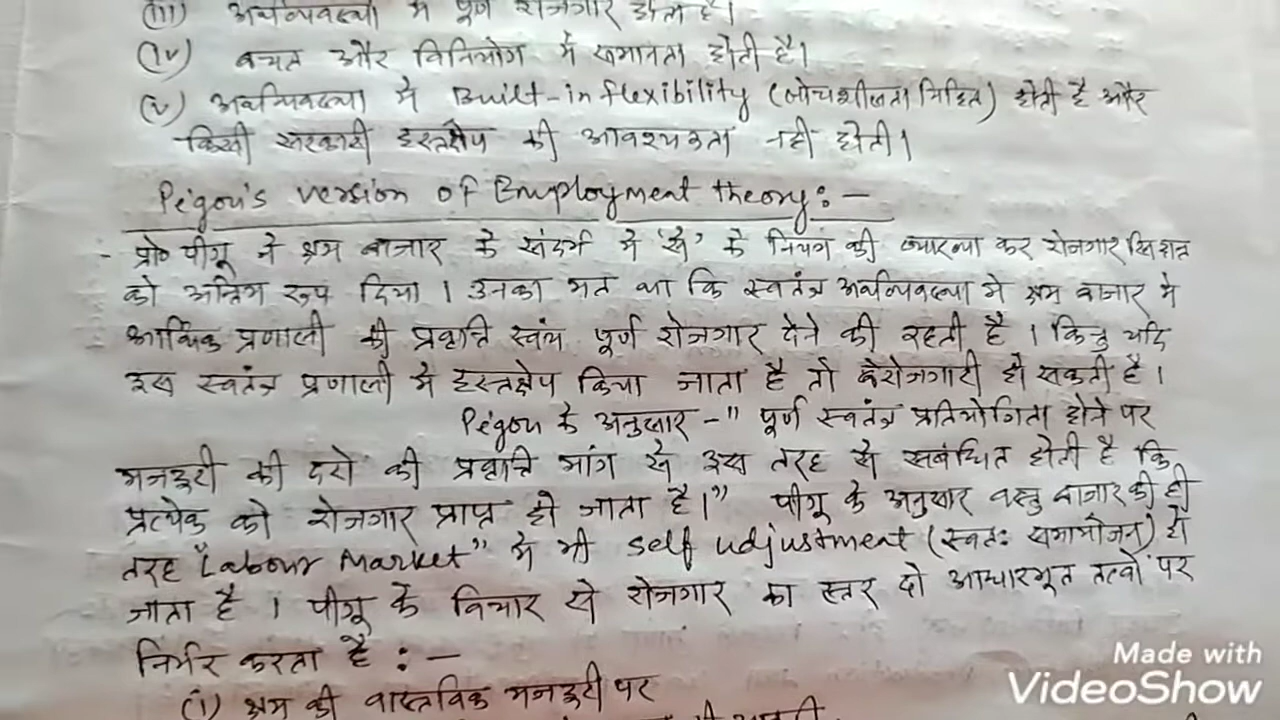 (iii) अर्थव्यवस्था में पूर्ण रोजगार होता है।
(iv) बचत और विनियोग में समानता होती है।
(v) अर्थव्यवस्था में Built-in flexibility (लोचशीलता निहित) होती है और
किसी सरकारी हस्तक्षेप की आवश्यकता नही होती।
Pigou's version of Employment theory: —
- प्रो० पीगू ने श्रम बाजार के संदर्भ में 'से' के नियम की व्याख्या कर रोजगार सिद्धान्त
को अन्तिम रूप दिया। उनका मत था कि स्वतंत्र अर्थव्यवस्था मे श्रम बाजार मे
आर्थिक प्रणाली की प्रवृत्ति स्वंय पूर्ण रोजगार देने की रहती है। किन्तु यदि
इस स्वतंत्र प्रणाली मे हस्तक्षेप किया जाता है तो बेरोजगारी हो सकती है।
Pigou के अनुसार -" पूर्ण स्वतंत्र प्रतियोगिता होने पर
मजदूरी की दरो की प्रवृत्ति मांग से इस तरह से सबंधित होती है कि
प्रत्येक को रोजगार प्राप्त हो जाता है।" पीगू के अनुसार वस्तु बाजार की ही
तरह "Labour Market" मे भी self adjustment (स्वत: समायोजन) हो
जाता है। पीगू के विचार से रोजगार का स्तर दो आधारभूत तत्वों पर
निर्भर करता है : —
(i) श्रम की वास्तविक मजदूरी पर
Made with
VideoShow